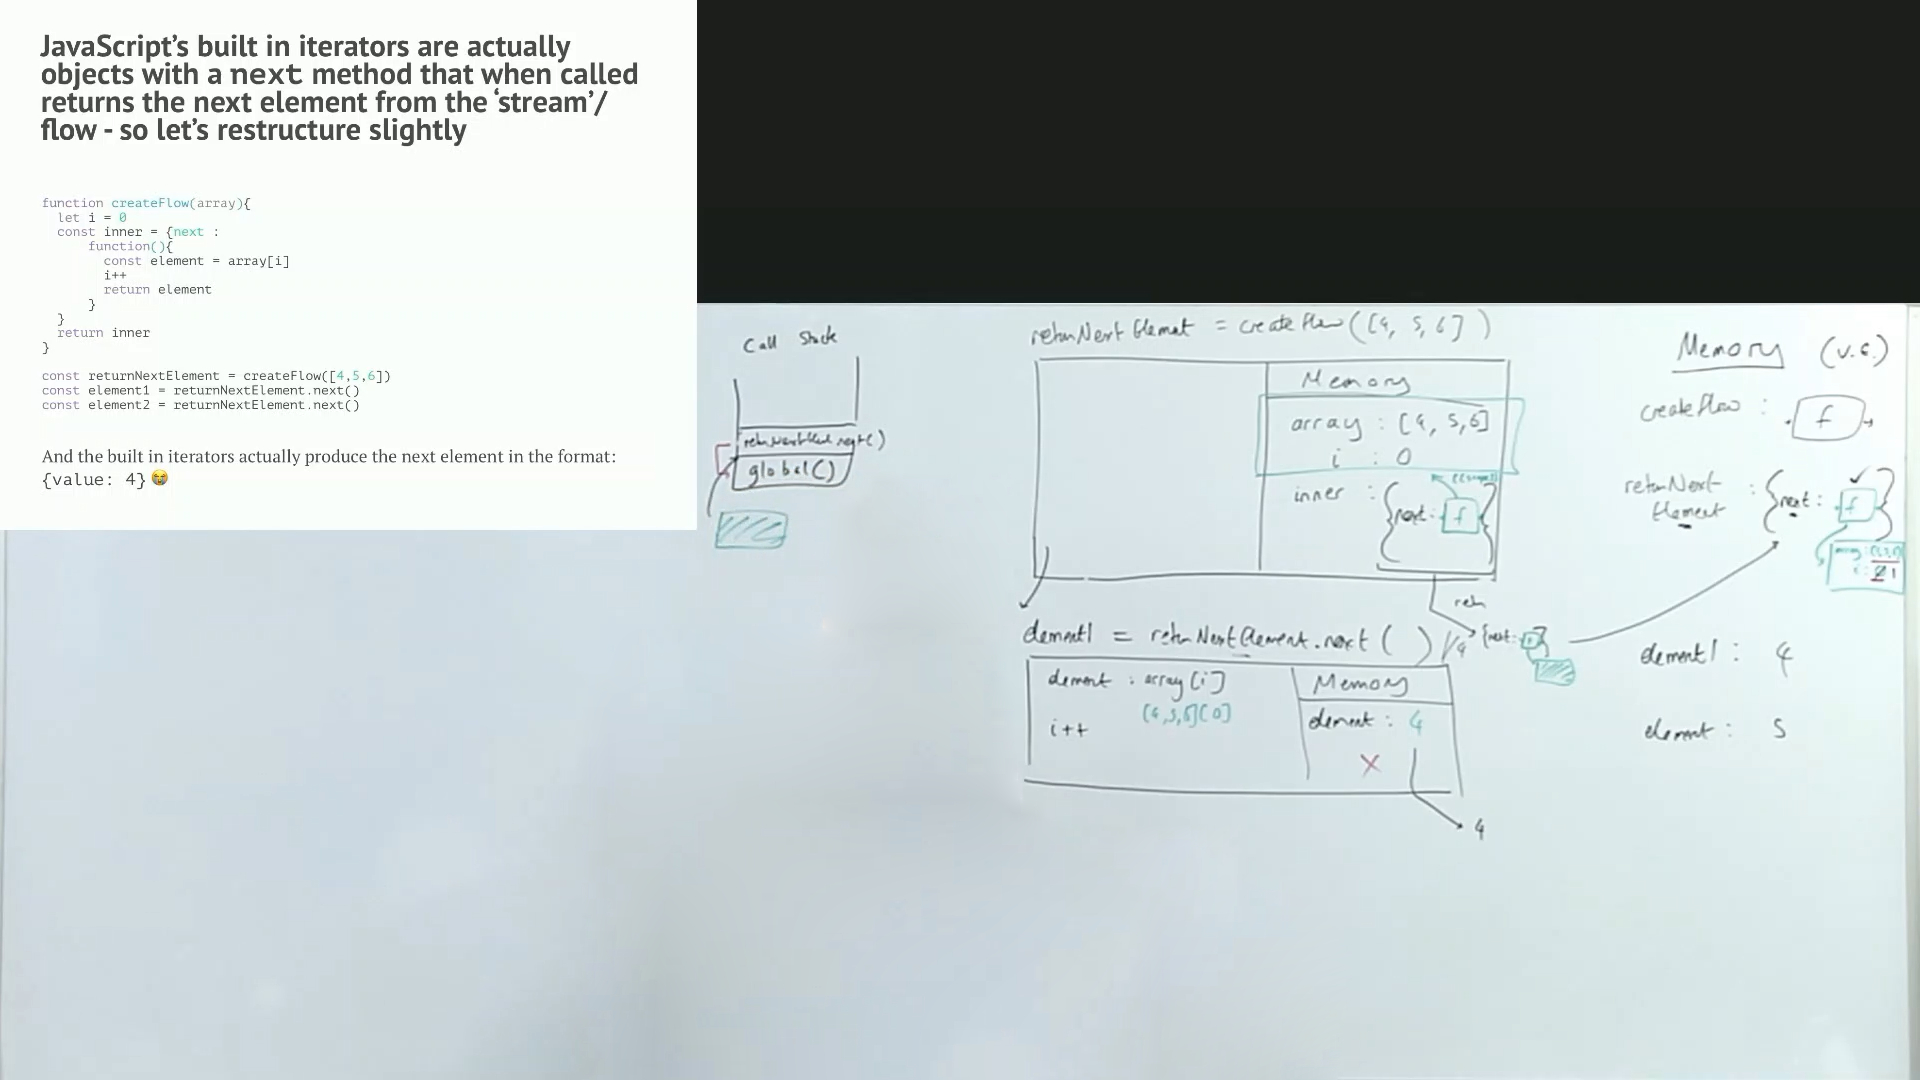 JavaScript's built in iterators are actually
objects with a next method that when called
returns the next element from the 'stream'/
flow - so let's restructure slightly
function createFlow(array){
let i = 0
const inner = {next :
function(){
const element = array[i]
i++
return element
}
}
return inner
}
const returnNextElement = createFlow([4,5,6])
const element1 = returnNextElement.next()
const element2 = returnNextElement.next()
And the built in iterators actually produce the next element in the format:
{value: 4} 😭
Call Stack
returnNextElement.next()
global()
returnNextElement = createFlow([4, 5, 6])
Memory
array : [4, 5, 6]
i : 0
inner : {next: f}
return
{next: }
element1 = returnNextElement.next ( ) 4
element : array[i]
[4,5,6][0]
i++
Memory
element : 4
X
4
Memory (v.e.)
createFlow : f
returnNext
Element : {next: f}
i : 1
element1 : 4
element : 5